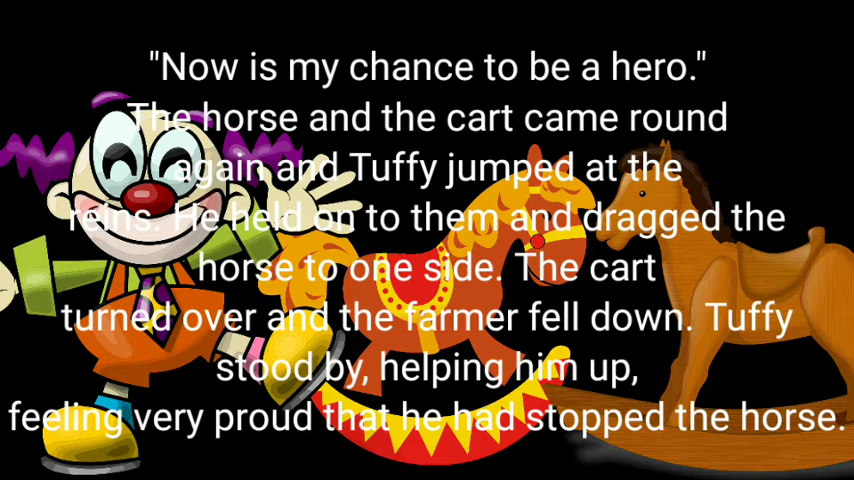 "Now is my chance to be a hero."
The horse and the cart came round
again and Tuffy jumped at the
reins. He held on to them and dragged the
horse to one side. The cart
turned over and the farmer fell down. Tuffy
stood by, helping him up,
feeling very proud that he had stopped the horse.